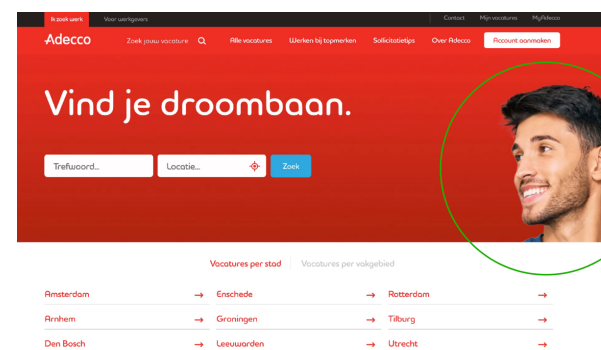 Ik zoek werk Voor werkgevers Contact Mijn vacatures MyAdecco
Adecco Zoek jouw vacature Alle vacatures Werken bij topmerken Sollicitatietips Over Adecco Account aanmaken
Vind je droombaan.
Trefwoord... Locatie... Zoek
Vacatures per stad Vacatures per vakgebied
Amsterdam → Enschede → Rotterdam →
Arnhem → Groningen → Tilburg →
Den Bosch → Leeuwarden → Utrecht →